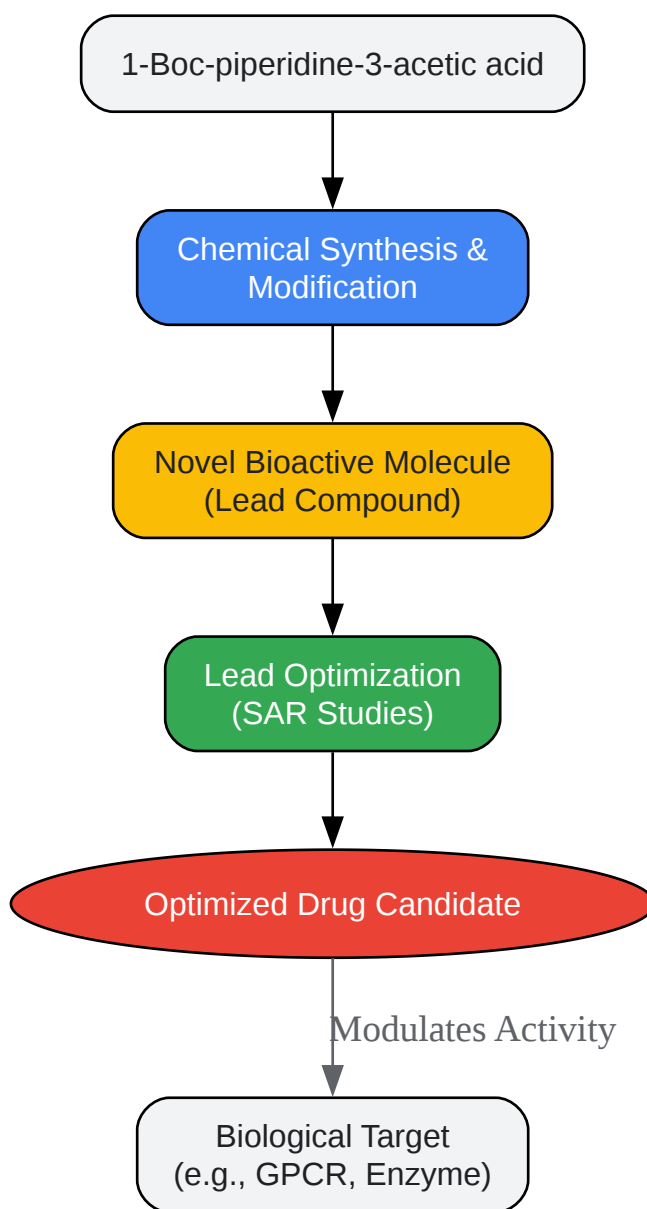 1-Boc-piperidine-3-acetic acid
Chemical Synthesis &
Modification
Novel Bioactive Molecule
(Lead Compound)
Lead Optimization
(SAR Studies)
Optimized Drug Candidate
Modulates Activity
Biological Target
(e.g., GPCR, Enzyme)